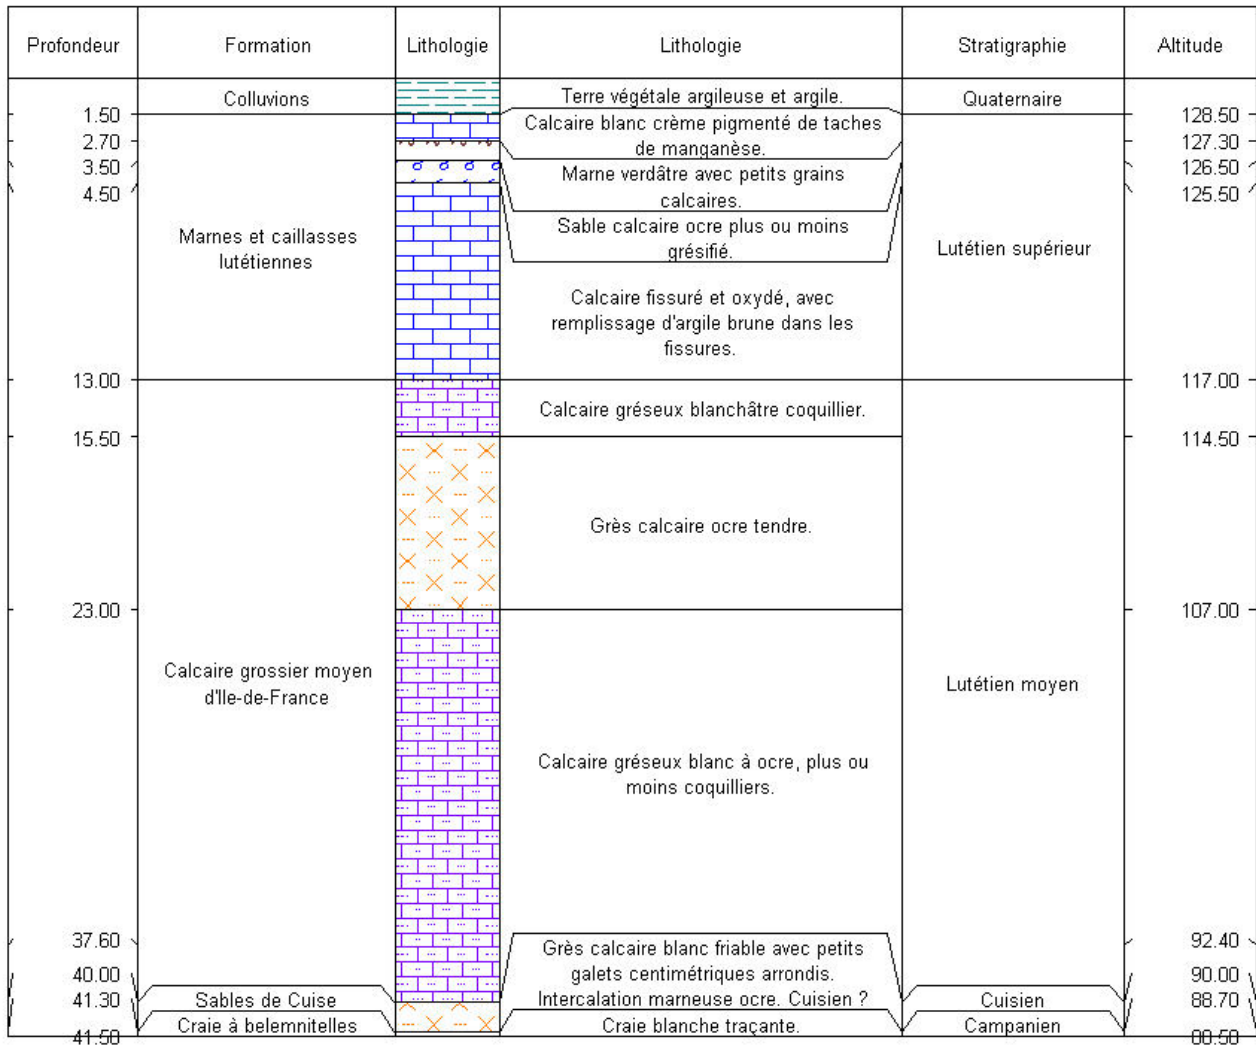 Profondeur Formation Lithologie Lithologie Stratigraphie Altitude
Colluvions Terre végétale argileuse et argile. Quaternaire
1.50 128.50
Calcaire blanc crème pigmenté de taches
2.70 127.30
de manganèse.
3.50 126.50
Marne verdâtre avec petits grains
4.50 125.50
calcaires.
Sable calcaire ocre plus ou moins
Marnes et caillasses Lutétien supérieur
grésifié.
lutétiennes
Calcaire fissuré et oxydé, avec
remplissage d'argile brune dans les
fissures.
13.00 117.00
Calcaire gréseux blanchâtre coquillier.
15.50 114.50
Grès calcaire ocre tendre.
23.00 107.00
Calcaire grossier moyen Lutétien moyen
d'Ile-de-France
Calcaire gréseux blanc à ocre, plus ou
moins coquilliers.
37.60 92.40
Grès calcaire blanc friable avec petits
40.00 90.00
galets centimétriques arrondis.
41.30 Sables de Cuise Intercalation marneuse ocre. Cuisien ? Cuisien 88.70
Craie à belemnitelles Craie blanche traçante. Campanien
41.50 88.50